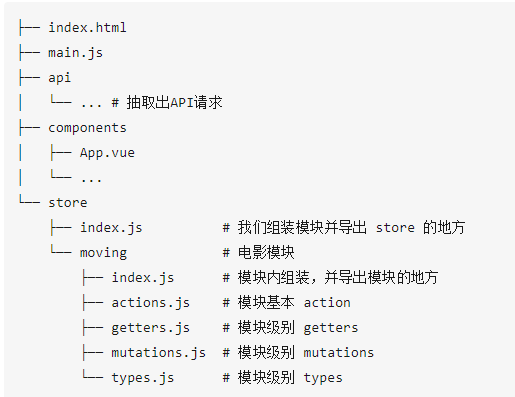 ├── index.html
├── main.js
├── api
│   └── ... # 抽取出API请求
├── components
│   ├── App.vue
│   └── ...
└── store
    ├── index.js          # 我们组装模块并导出 store 的地方
    └── moving            # 电影模块
        ├── index.js      # 模块内组装，并导出模块的地方
        ├── actions.js    # 模块基本 action
        ├── getters.js    # 模块级别 getters
        ├── mutations.js  # 模块级别 mutations
        └── types.js      # 模块级别 types